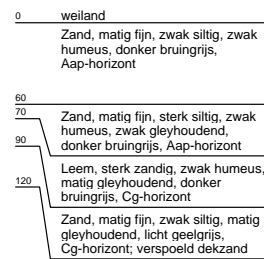 0 weiland
Zand, matig fijn, zwak siltig, zwak
humeus, donker bruingrijs,
Aap-horizont
60
70 Zand, matig fijn, sterk siltig, zwak
humeus, zwak gleyhoudend,
donker bruingrijs, Aap-horizont
90
Leem, sterk zandig, zwak humeus,
matig gleyhoudend, donker
bruingrijs, Cg-horizont
120
Zand, matig fijn, zwak siltig, matig
gleyhoudend, licht geelgrijs,
Cg-horizont; verspoeld dekzand